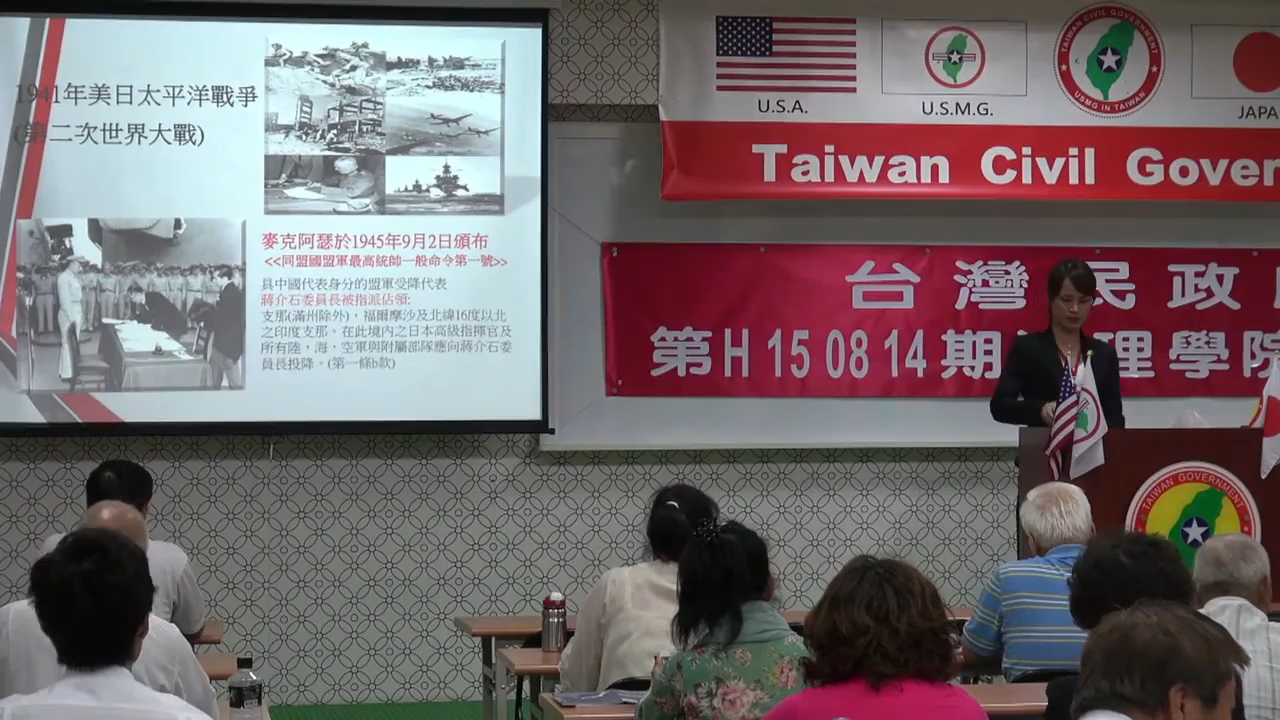 1941年美日太平洋戰爭
(第二次世界大戰)
麥克阿瑟於1945年9月2日頒布
<<同盟國盟軍最高統帥一般命令第一號>>
具中國代表身分的盟軍受降代表
蔣介石委員長被指派佔領:
支那(滿州除外)，福爾摩沙及北緯16度以北
之印度支那。在此境內之日本高級指揮官及
所有陸，海，空軍與附屬部隊應向蔣介石委
員長投降。(第一條b款)
U.S.A.
U.S.M.G.
TAIWAN CIVIL GOVERNMENT
USMG IN TAIWAN
JAPA
Taiwan Civil Gover
台灣民政
第H 15 08 14 期 理學院
TAIWAN GOVERNMENT